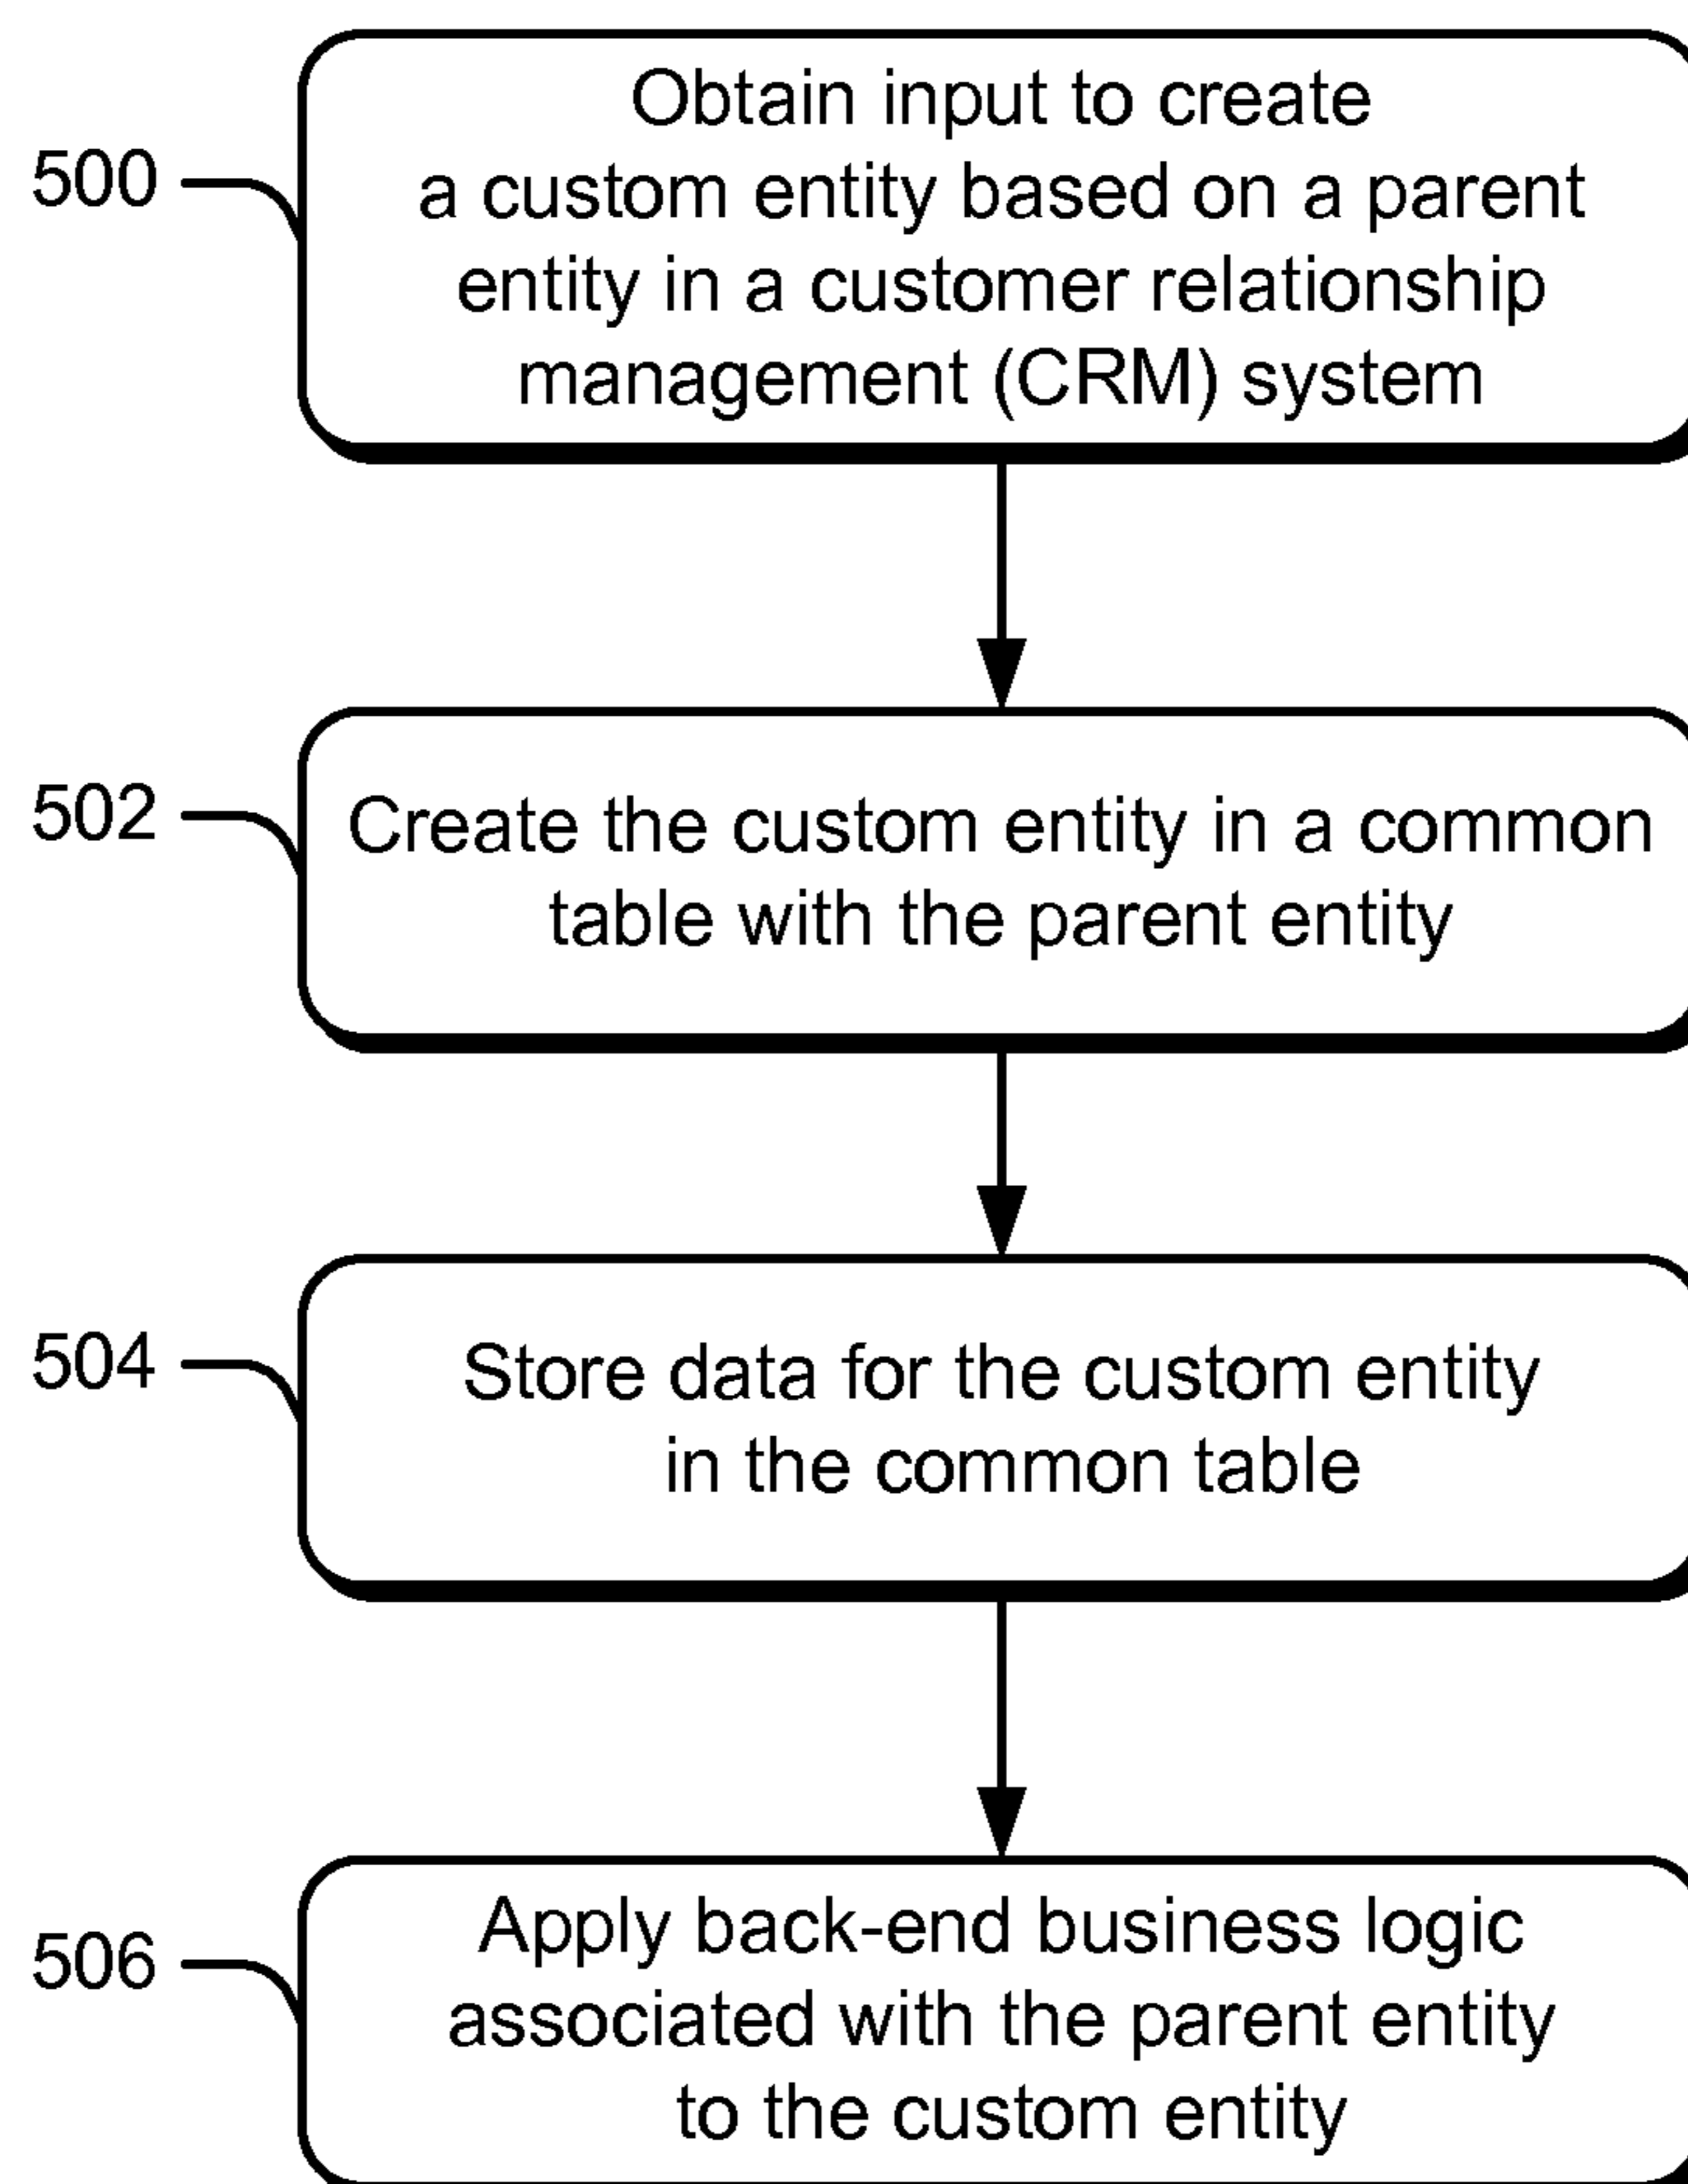 500
Obtain input to create
a custom entity based on a parent
entity in a customer relationship
management (CRM) system
502
Create the custom entity in a common
table with the parent entity
504
Store data for the custom entity
in the common table
506
Apply back-end business logic
associated with the parent entity
to the custom entity